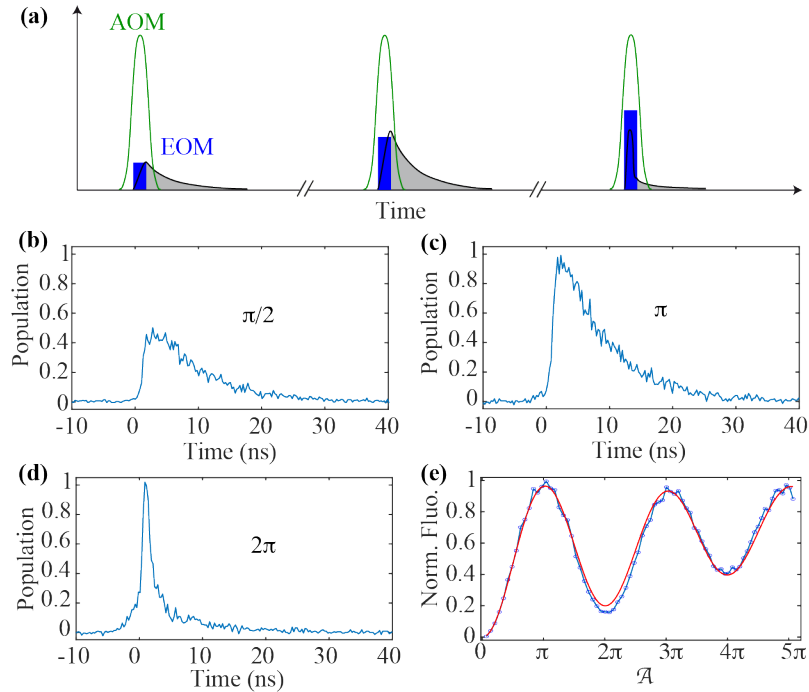 (a)
AOM
EOM
Time
(b)
Population
1
0.8
0.6
0.4
0.2
0
π/2
-10 0 10 20 30 40
Time (ns)
(c)
Population
1
0.8
0.6
0.4
0.2
0
π
-10 0 10 20 30 40
Time (ns)
(d)
Population
1
0.8
0.6
0.4
0.2
0
2π
-10 0 10 20 30 40
Time (ns)
(e)
Norm. Fluo.
1
0.8
0.6
0.4
0.2
0
0 π 2π 3π 4π 5π
𝒜